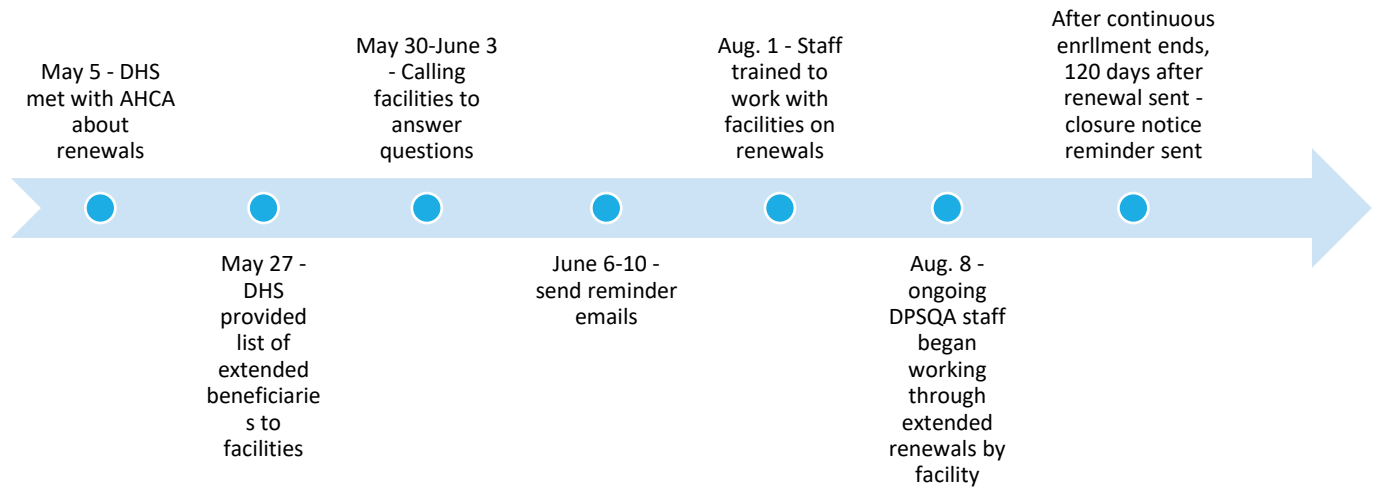 May 5 - DHS
met with AHCA
about
renewals
May 27 -
DHS
provided
list of
extended
beneficiarie
s to
facilities
May 30-June 3
- Calling
facilities to
answer
questions
June 6-10 -
send reminder
emails
Aug. 1 - Staff
trained to
work with
facilities on
renewals
Aug. 8 -
ongoing
DPSQA staff
began
working
through
extended
renewals by
facility
After continuous
enrllment ends,
120 days after
renewal sent -
closure notice
reminder sent